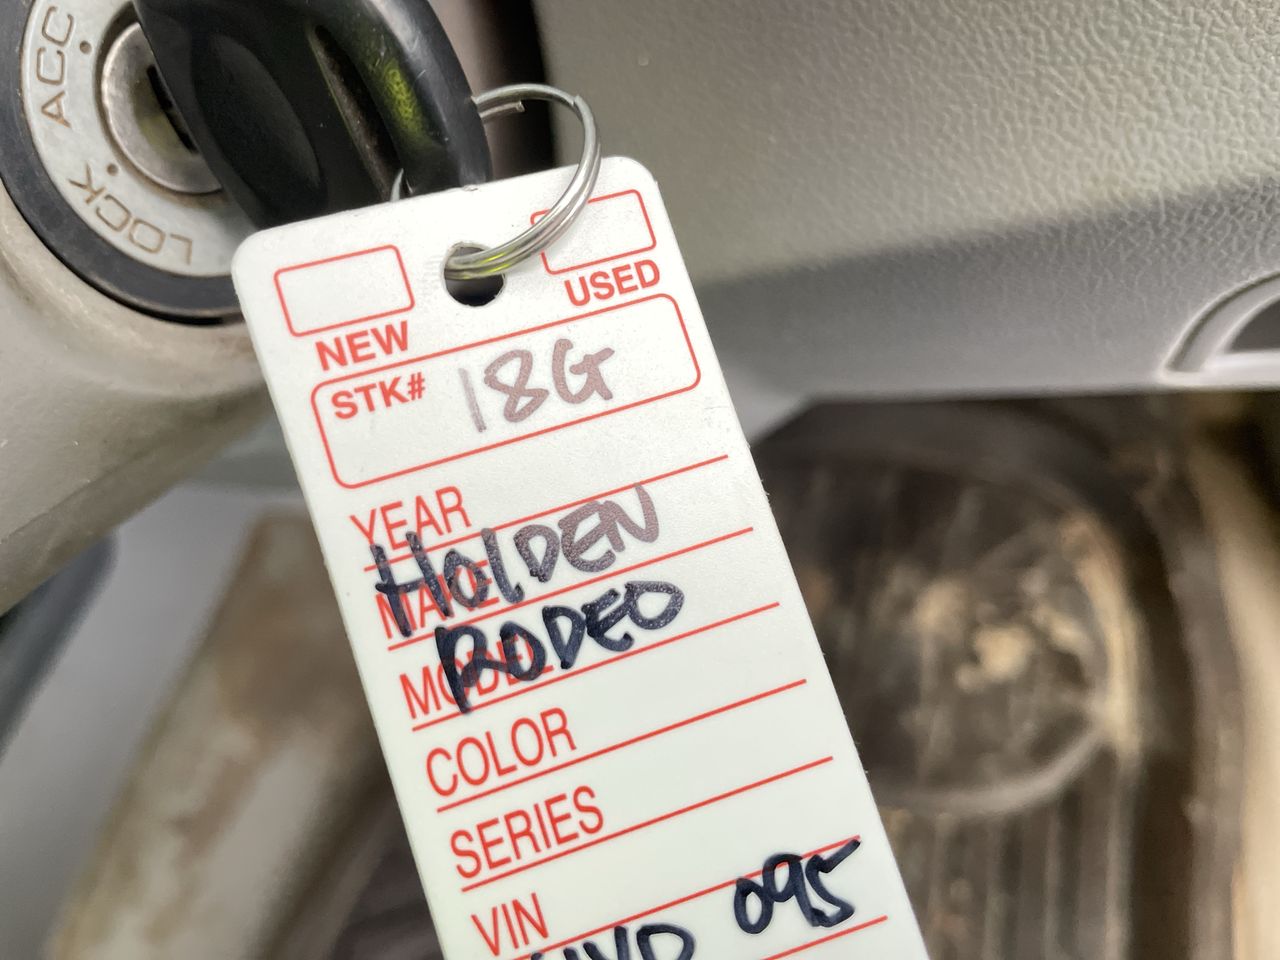 ACC
LOCK
NEW
USED
STK# 18G
YEAR
HOLDEN
MAKE
RODEO
MODEL
COLOR
SERIES
VIN
095